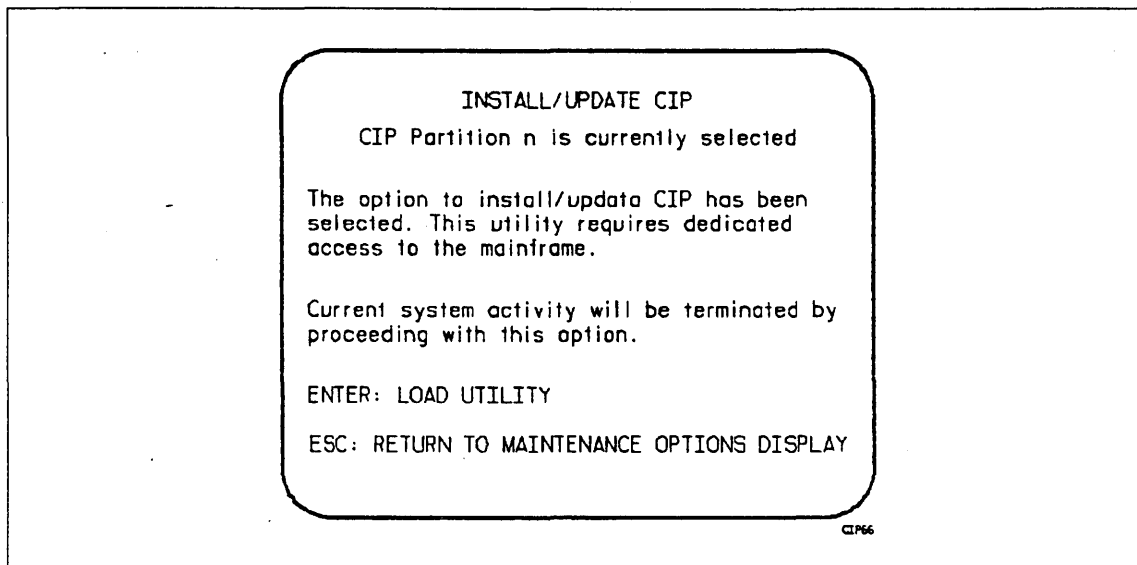 INSTALL/UPDATE CIP
CIP Partition n is currently selected
The option to install/updata CIP has been
selected. This utility requires dedicated
access to the mainframe.
Current system activity will be terminated by
proceeding with this option.
ENTER: LOAD UTILITY
ESC: RETURN TO MAINTENANCE OPTIONS DISPLAY
CIP66